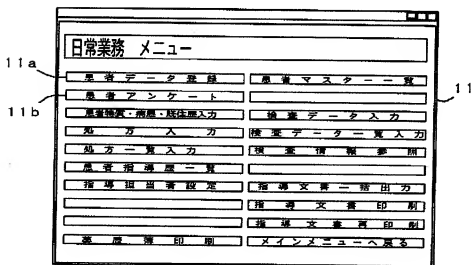 日常業務 メニュー
11a
患者データ登録
患者マスター一覧
11
11b
患者アンケート
患者特質・病歴・既往歴入力
検査データ入力
処方入力
検査データ一覧入力
処方一覧入力
検査情報参照
患者指導歴一覧
指導担当者設定
指導文書一括出力
指導文書印刷
指導文書再印刷
薬歴簿印刷
メインメニューへ戻る